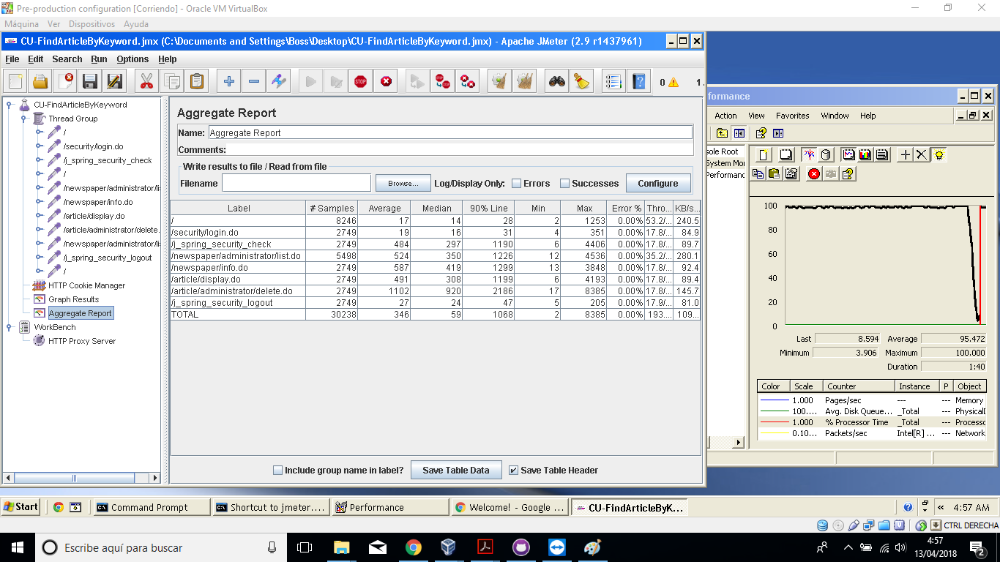 Pre-production configuration [Corriendo] - Oracle VM VirtualBox
Máquina Ver Dispositivos Ayuda
CU-FindArticleByKeyword.jmx (C:\Documents and Settings\Boss\Desktop\CU-FindArticleByKeyword.jmx) - Apache JMeter (2.9 r1437961)
File Edit Search Run Options Help
STOP 0 1.
CU-FindArticleByKeyword
Thread Group
/
/security/login.do
/j_spring_security_check
/
/newspaper/administrator/li
/newspaper/info.do
/article/display.do
/article/administrator/delete.
/newspaper/administrator/li
/j_spring_security_logout
/
HTTP Cookie Manager
Graph Results
Aggregate Report
WorkBench
HTTP Proxy Server
Aggregate Report
Name: Aggregate Report
Comments:
Write results to file / Read from file
Filename Browse... Log/Display Only: Errors Successes Configure
Label # Samples Average Median 90% Line Min Max Error % Thro... KB/s...
/ 8246 17 14 28 2 1253 0.00% 53.2/... 240.5
/security/login.do 2749 19 16 31 4 351 0.00% 17.8/... 84.9
/j_spring_security_check 2749 484 297 1190 6 4406 0.00% 17.8/... 89.7
/newspaper/administrator/list.do 5498 524 350 1226 12 4536 0.00% 35.2/... 280.1
/newspaper/info.do 2749 587 419 1299 13 3848 0.00% 17.8/... 92.4
/article/display.do 2749 491 308 1199 6 4193 0.00% 17.8/... 89.4
/article/administrator/delete.do 2749 1102 920 2186 17 8385 0.00% 17.8/... 145.7
/j_spring_security_logout 2749 27 24 47 5 205 0.00% 17.9/... 81.0
TOTAL 30238 346 59 1068 2 8385 0.00% 193.... 109...
Include group name in label? Save Table Data Save Table Header
formance
Action View Favorites Window Help
sole Root
System Mo
Performanc
100
80
60
40
20
0
Last 8.594 Average 95.472
Minimum 3.906 Maximum 100.000
Duration 1:40
Color Scale Counter Instance P Object
1.000 Pages/sec --- --- Memory
100.... Avg. Disk Queue... _Total --- Physical
1.000 % Processor Time _Total --- Processo
0.10... Packets/sec Intel[R] ... --- Network
Start Command Prompt Shortcut to jmeter.... Performance Welcome! - Google ... CU-FindArticleByK... « 4:57 AM
CTRL DERECHA
Escribe aquí para buscar
4:57
13/04/2018
2